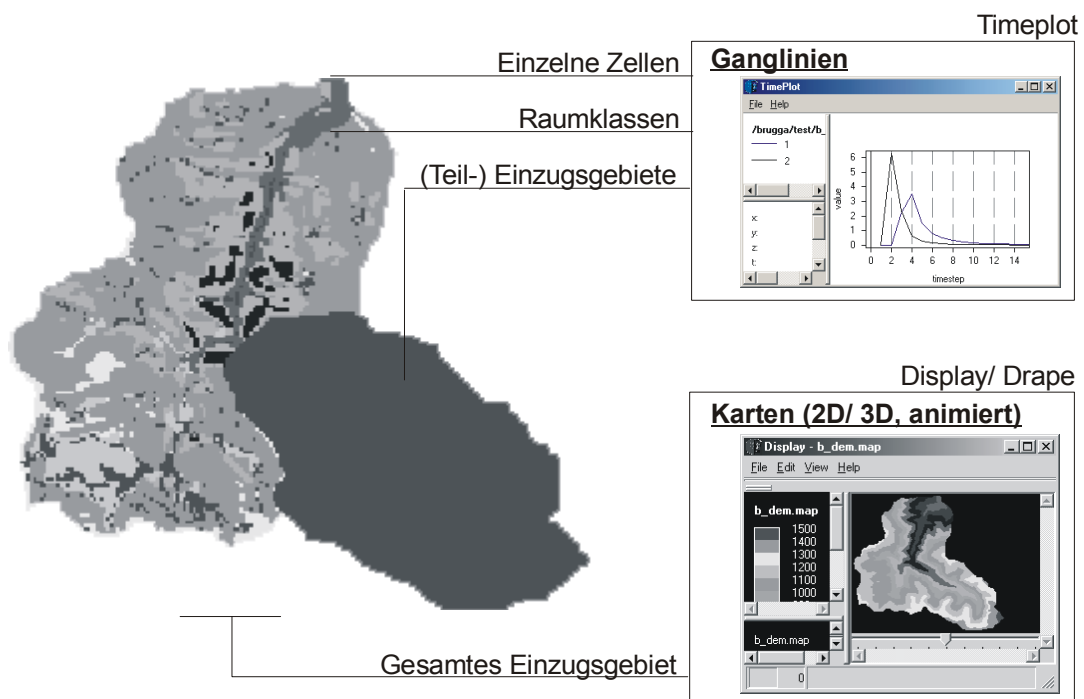 Timeplot
Einzelne Zellen
Raumklassen
(Teil-) Einzugsgebiete
Ganglinien
TimePlot
File Help
/brugga/test/b_
1
2
x:
y:
z:
t:
value
6
5
4
3
2
1
0
0 2 4 6 8 10 12 14
timestep
Display/ Drape
Karten (2D/ 3D, animiert)
Display - b_dem.map
File Edit View Help
b_dem.map
1500
1400
1300
1200
1100
1000
b_dem.map
0
Gesamtes Einzugsgebiet